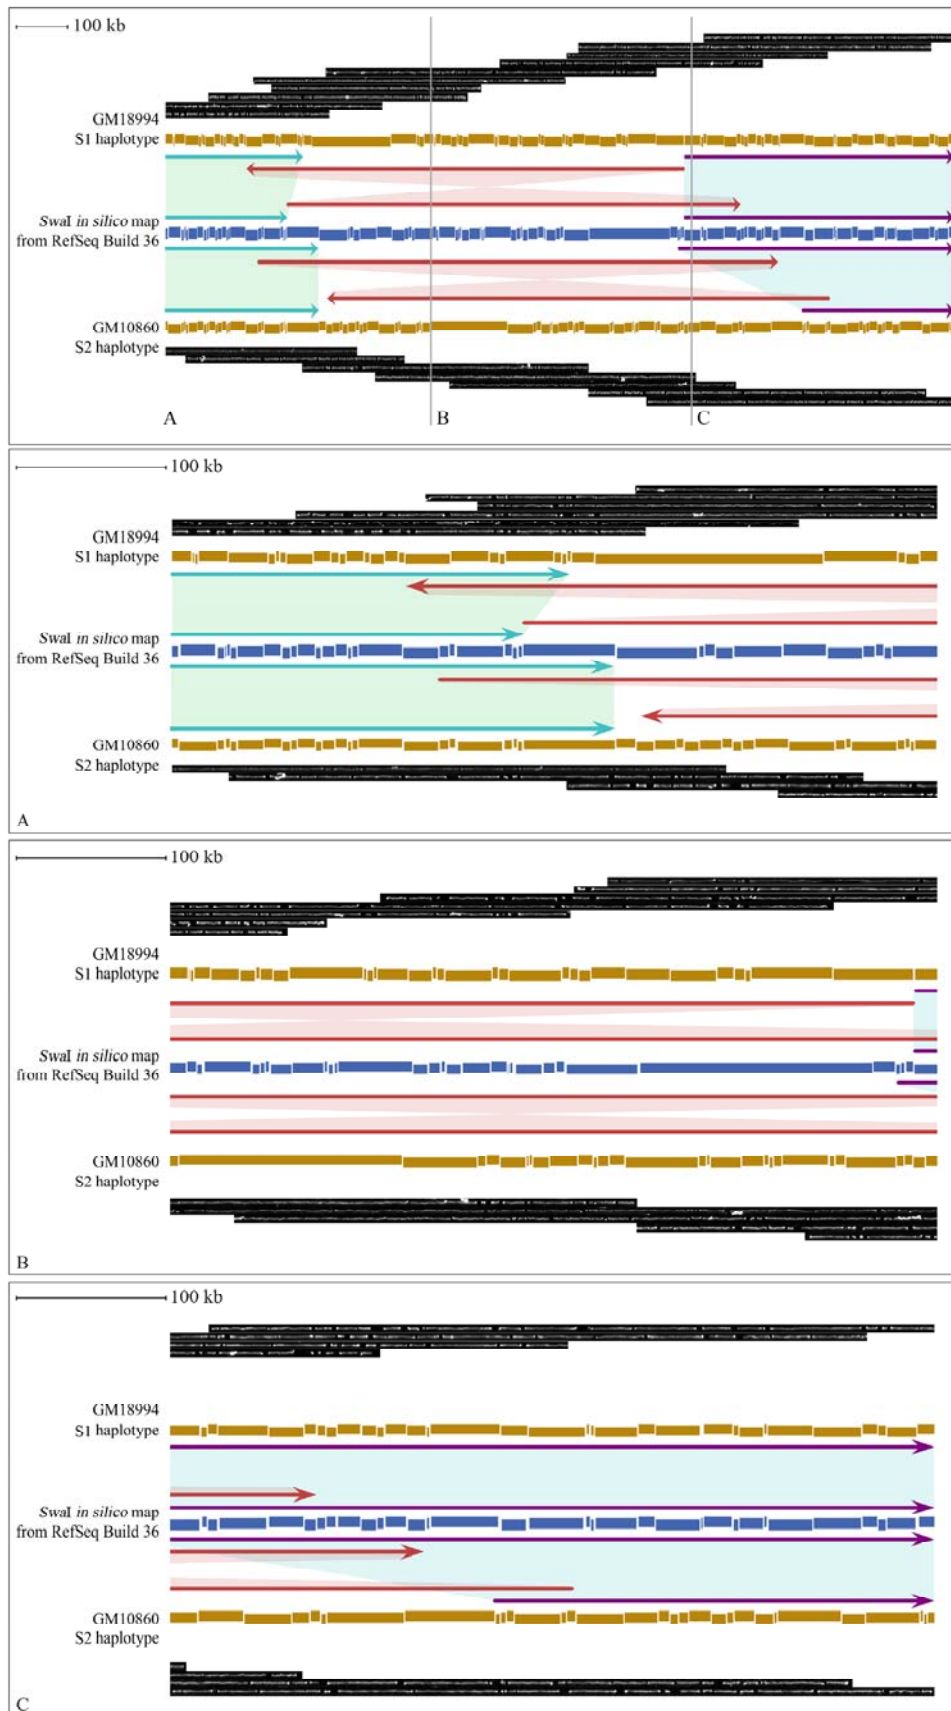 100 kb
GM18994
S1 haplotype
SwaI in silico map
from RefSeq Build 36
GM10860
S2 haplotype
A B C
100 kb
GM18994
S1 haplotype
SwaI in silico map
from RefSeq Build 36
GM10860
S2 haplotype
A
100 kb
GM18994
S1 haplotype
SwaI in silico map
from RefSeq Build 36
GM10860
S2 haplotype
B
100 kb
GM18994
S1 haplotype
SwaI in silico map
from RefSeq Build 36
GM10860
S2 haplotype
C